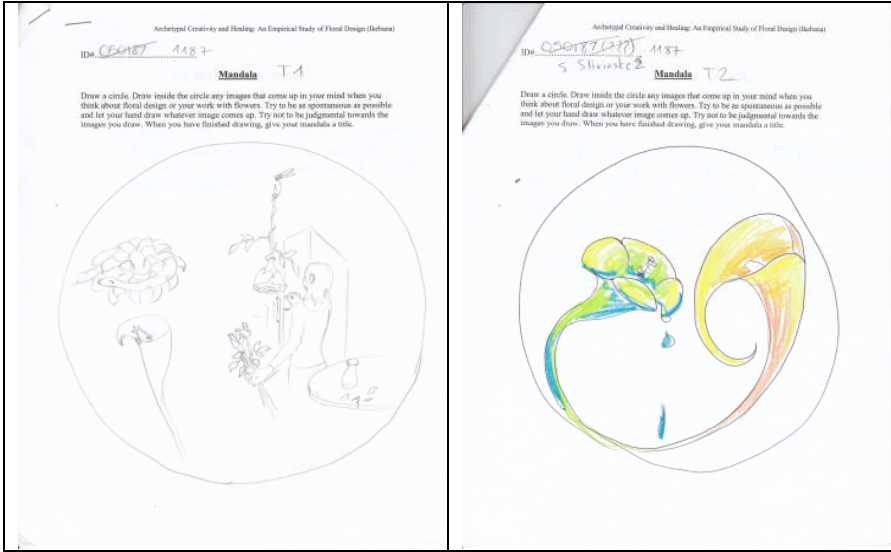 Archetypal Creativity and Healing: An Empirical Study of Floral Design (Ikebana)
ID#. 050187 1187
Mandala T1
Draw a circle. Draw inside the circle any images that come up in your mind when you
think about floral design or your work with flowers. Try to be as spontaneous as possible
and let your hand draw whatever image comes up. Try not to be judgmental towards the
images you draw. When you have finished drawing, give your mandala a title.
Archetypal Creativity and Healing: An Empirical Study of Floral Design (Ikebana)
ID#. 050187 (???) 1187
Mandala T2
Draw a circle. Draw inside the circle any images that come up in your mind when you
think about floral design or your work with flowers. Try to be as spontaneous as possible
and let your hand draw whatever image comes up. Try not to be judgmental towards the
images you draw. When you have finished drawing, give your mandala a title.